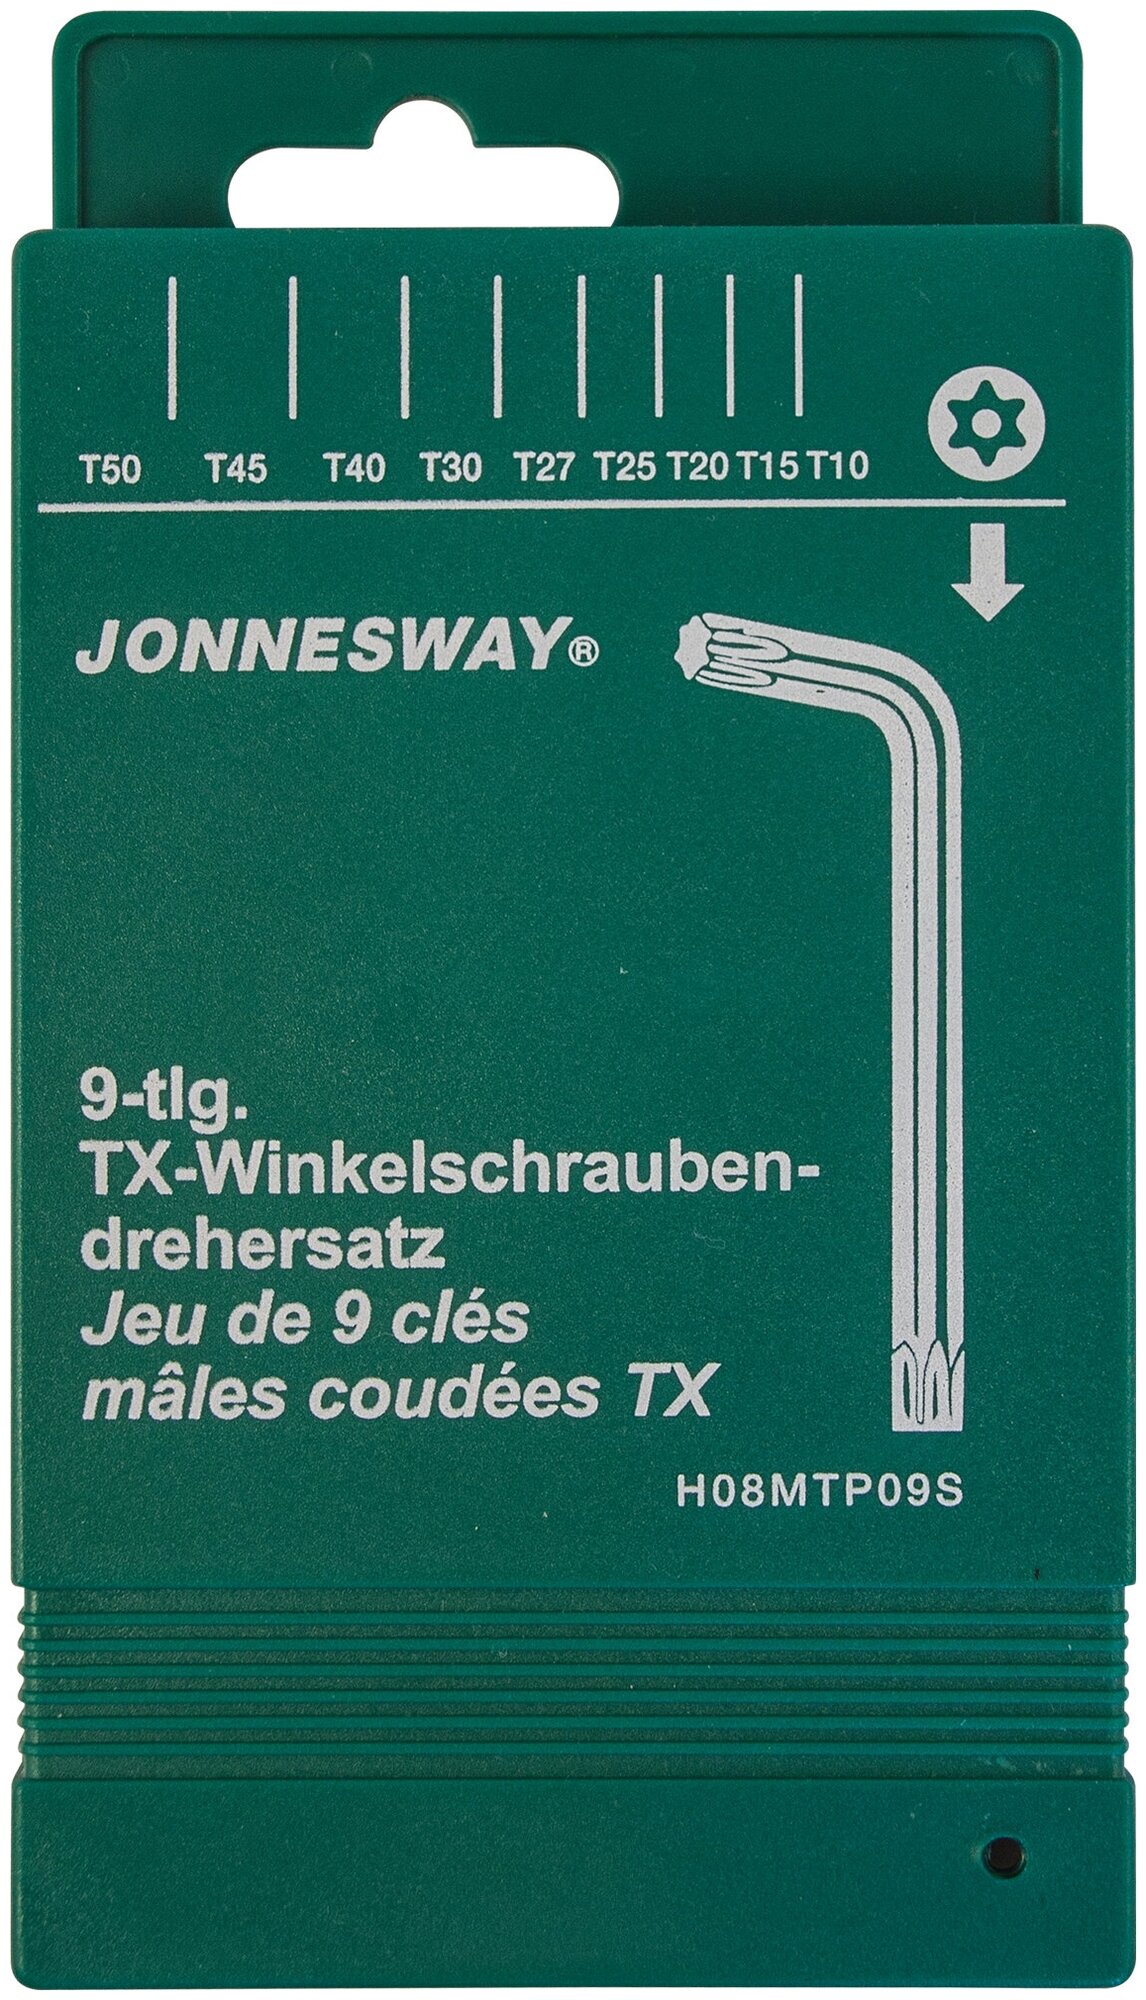 T50 T45 T40 T30 T27 T25 T20 T15 T10
JONNESWAY®
9-tlg.
TX-Winkelschrauben-
drehersatz
Jeu de 9 clés
mâles coudées TX
H08MTP09S